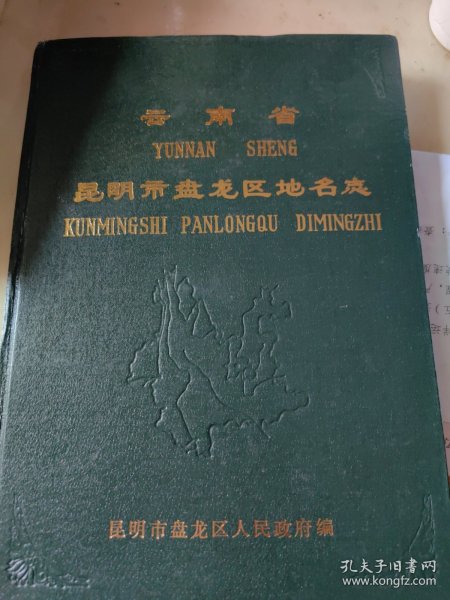 云南省
YUNNAN SHENG
昆明市盘龙区地名志
KUNMINGSHI PANLONGQU DIMINGZHI
昆明市盘龙区人民政府编
孔夫子旧书网
www.kongfz.com